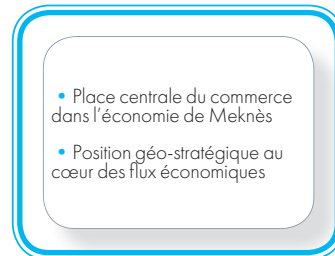 • Place centrale du commerce
dans l'économie de Meknès
• Position géo-stratégique au
cœur des flux économiques